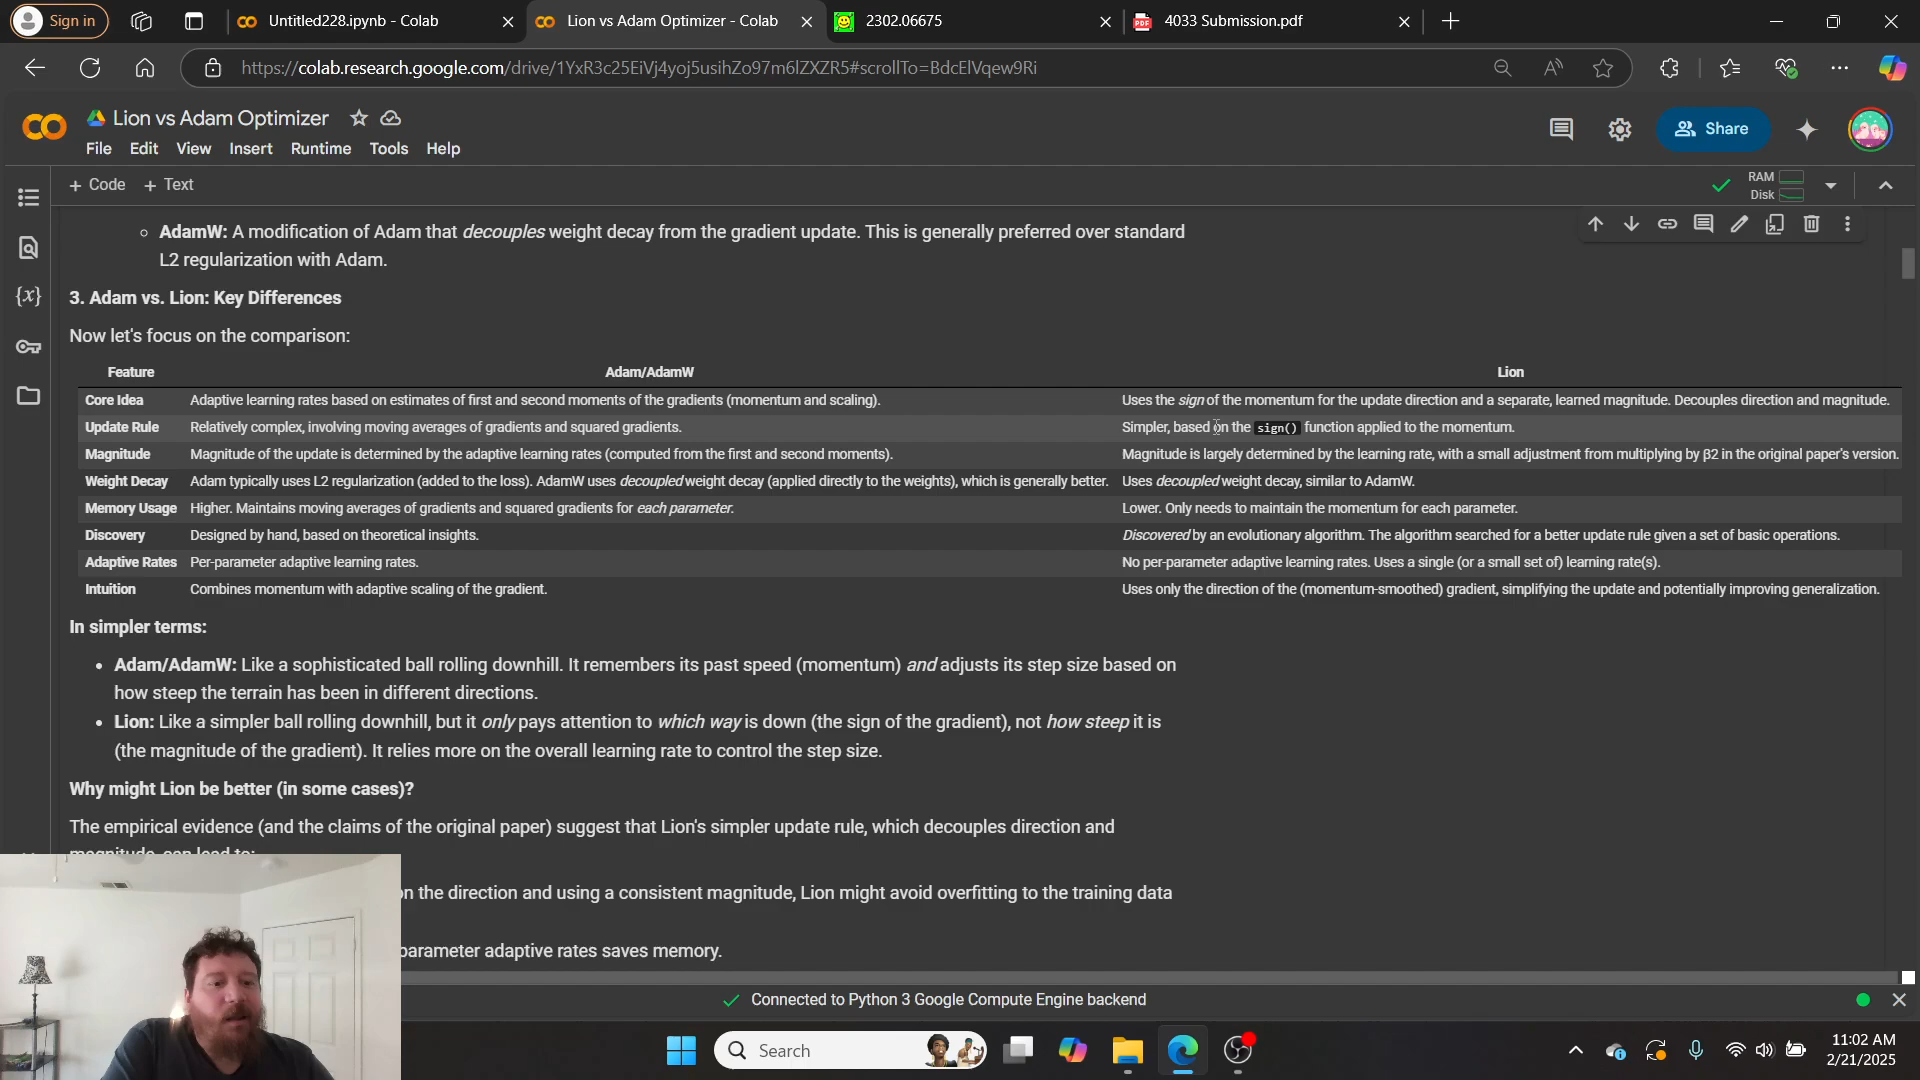 Sign in
Untitled228.ipynb - Colab
Lion vs Adam Optimizer - Colab
2302.06675
4033 Submission.pdf
https://colab.research.google.com/drive/1YxR3c25EiVj4yoj5usihZo97m6lZXZR5#scrollTo=BdcElVqew9Ri
Lion vs Adam Optimizer
File Edit View Insert Runtime Tools Help
Share
+ Code + Text
RAM
Disk
AdamW: A modification of Adam that decouples weight decay from the gradient update. This is generally preferred over standard
L2 regularization with Adam.
3. Adam vs. Lion: Key Differences
Now let's focus on the comparison:
Feature Adam/AdamW Lion
Core Idea Adaptive learning rates based on estimates of first and second moments of the gradients (momentum and scaling). Uses the sign of the momentum for the update direction and a separate, learned magnitude. Decouples direction and magnitude.
Update Rule Relatively complex, involving moving averages of gradients and squared gradients. Simpler, based on the sign() function applied to the momentum.
Magnitude Magnitude of the update is determined by the adaptive learning rates (computed from the first and second moments). Magnitude is largely determined by the learning rate, with a small adjustment from multiplying by β2 in the original paper's version.
Weight Decay Adam typically uses L2 regularization (added to the loss). AdamW uses decoupled weight decay (applied directly to the weights), which is generally better. Uses decoupled weight decay, similar to AdamW.
Memory Usage Higher. Maintains moving averages of gradients and squared gradients for each parameter. Lower. Only needs to maintain the momentum for each parameter.
Discovery Designed by hand, based on theoretical insights. Discovered by an evolutionary algorithm. The algorithm searched for a better update rule given a set of basic operations.
Adaptive Rates Per-parameter adaptive learning rates. No per-parameter adaptive learning rates. Uses a single (or a small set of) learning rate(s).
Intuition Combines momentum with adaptive scaling of the gradient. Uses only the direction of the (momentum-smoothed) gradient, simplifying the update and potentially improving generalization.
In simpler terms:
Adam/AdamW: Like a sophisticated ball rolling downhill. It remembers its past speed (momentum) and adjusts its step size based on
how steep the terrain has been in different directions.
Lion: Like a simpler ball rolling downhill, but it only pays attention to which way is down (the sign of the gradient), not how steep it is
(the magnitude of the gradient). It relies more on the overall learning rate to control the step size.
Why might Lion be better (in some cases)?
The empirical evidence (and the claims of the original paper) suggest that Lion's simpler update rule, which decouples direction and
magnitude, can lead to:
on the direction and using a consistent magnitude, Lion might avoid overfitting to the training data
parameter adaptive rates saves memory.
Connected to Python 3 Google Compute Engine backend
Search
11:02 AM
2/21/2025